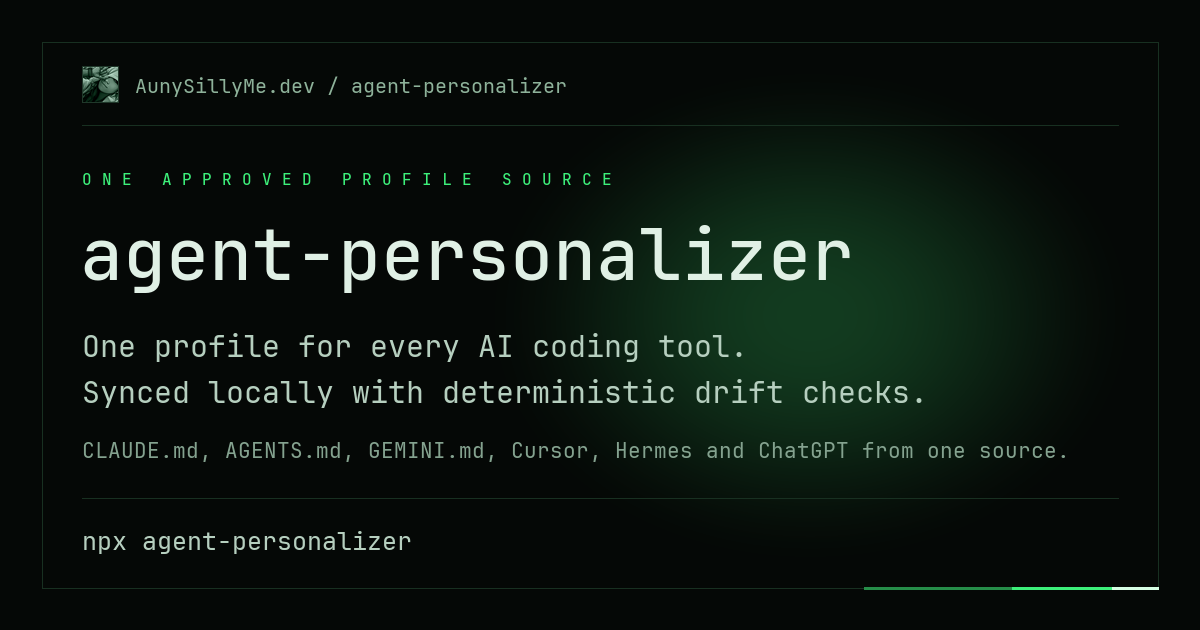 AunySillyMe.dev / agent-personalizer
ONE APPROVED PROFILE SOURCE
agent-personalizer
One profile for every AI coding tool.
Synced locally with deterministic drift checks.
CLAUDE.md, AGENTS.md, GEMINI.md, Cursor, Hermes and ChatGPT from one source.
npx agent-personalizer